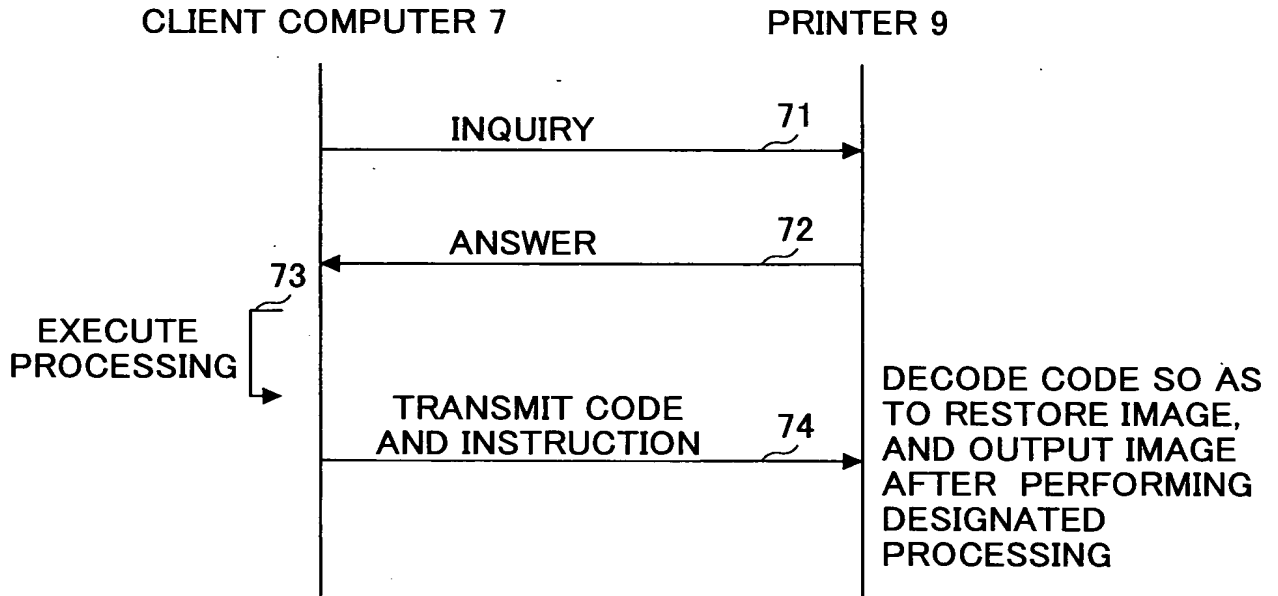 CLIENT COMPUTER 7
PRINTER 9
INQUIRY
71
ANSWER
72
73
EXECUTE
PROCESSING
TRANSMIT CODE
AND INSTRUCTION
74
DECODE CODE SO AS
TO RESTORE IMAGE,
AND OUTPUT IMAGE
AFTER PERFORMING
DESIGNATED
PROCESSING